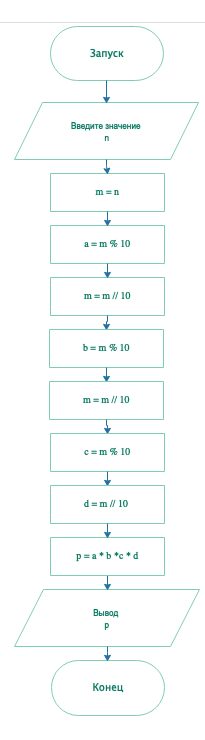 Запуск
Введите значение
n
m = n
a = m % 10
m = m // 10
b = m % 10
m = m // 10
c = m % 10
d = m // 10
p = a * b *c * d
Вывод
p
Конец